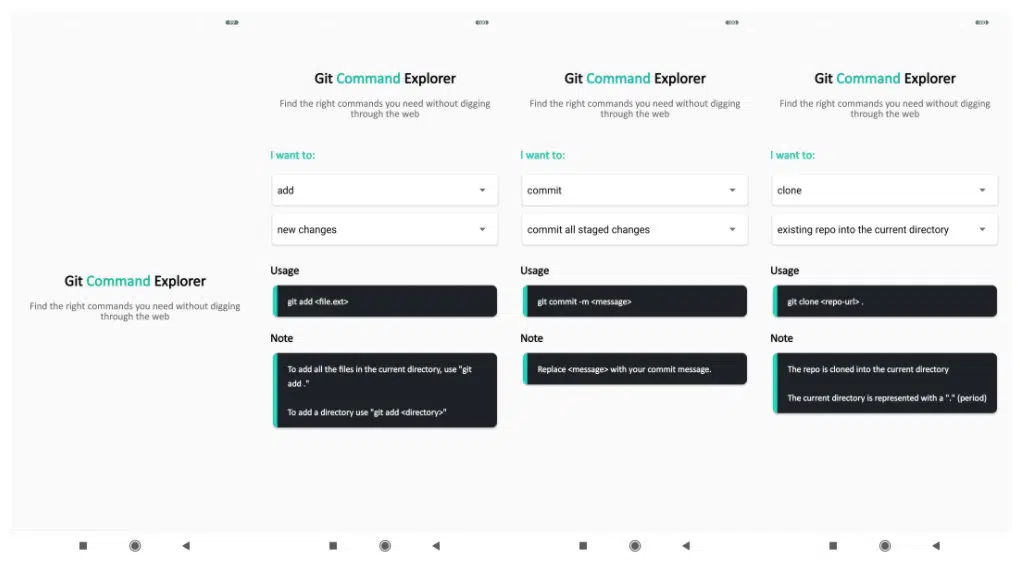 Git Command Explorer
Find the right commands you need without digging
through the web
Git Command Explorer
Find the right commands you need without digging
through the web
I want to:
add
new changes
Usage
git add <file.ext>
Note
To add all the files in the current directory, use "git
add ."
To add a directory use "git add <directory>"
Git Command Explorer
Find the right commands you need without digging
through the web
I want to:
commit
commit all staged changes
Usage
git commit -m <message>
Note
Replace <message> with your commit message.
Git Command Explorer
Find the right commands you need without digging
through the web
I want to:
clone
existing repo into the current directory
Usage
git clone <repo-url> .
Note
The repo is cloned into the current directory
The current directory is represented with a "." (period)